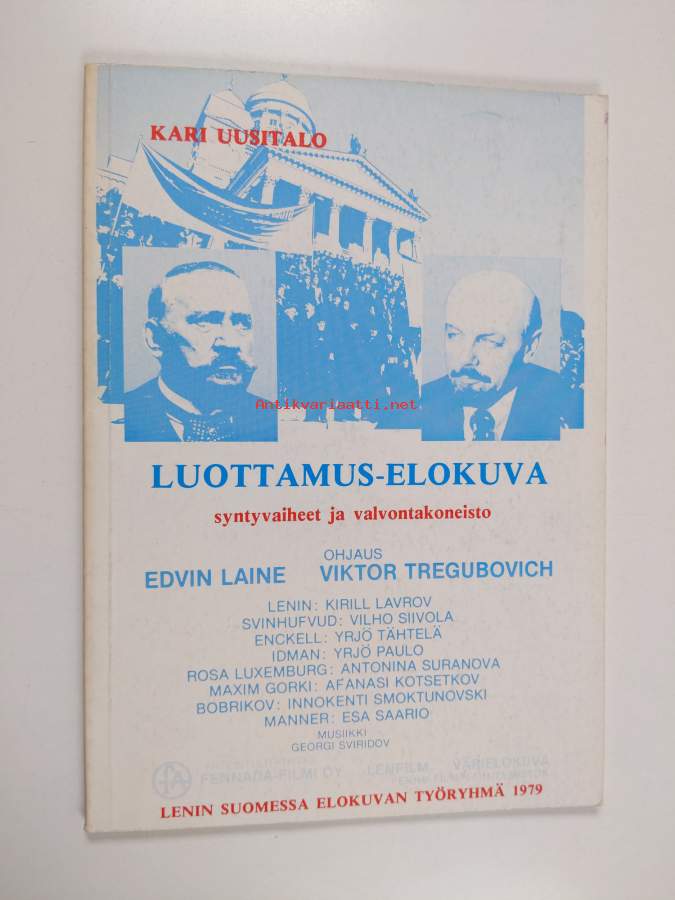 KARI UUSITALO
Antikvariaatti.net
LUOTTAMUS-ELOKUVA
syntyvaiheet ja valvontakoneisto
OHJAUS
EDVIN LAINE VIKTOR TREGUBOVICH
LENIN: KIRILL LAVROV
SVINHUFVUD: VILHO SIIVOLA
ENCKELL: YRJÖ TÄHTELÄ
IDMAN: YRJÖ PAULO
ROSA LUXEMBURG: ANTONINA SURANOVA
MAXIM GORKI: AFANASI KOTSETKOV
BOBRIKOV: INNOKENTI SMOKTUNOVSKI
MANNER: ESA SAARIO
MUSIIKKI
GEORGI SVIRIDOV
FENNADA-FILMI OY LENFILM VÄRIELOKUVA
LENIN SUOMESSA ELOKUVAN TYÖRYHMÄ 1979